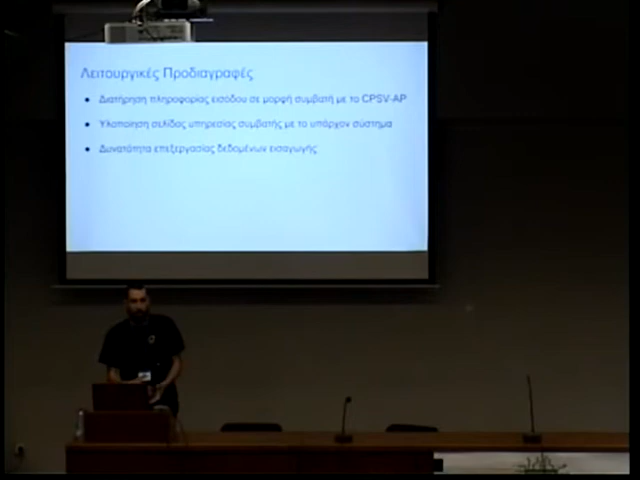 Λειτουργικές Προδιαγραφές
Διατήρηση πληροφορίας εισόδου σε μορφή συμβατή με το CPSV-AP
Υλοποίηση σελίδας υπηρεσίας συμβατής με το υπάρχον σύστημα
Δυνατότητα επεξεργασίας δεδομένων εισαγωγής